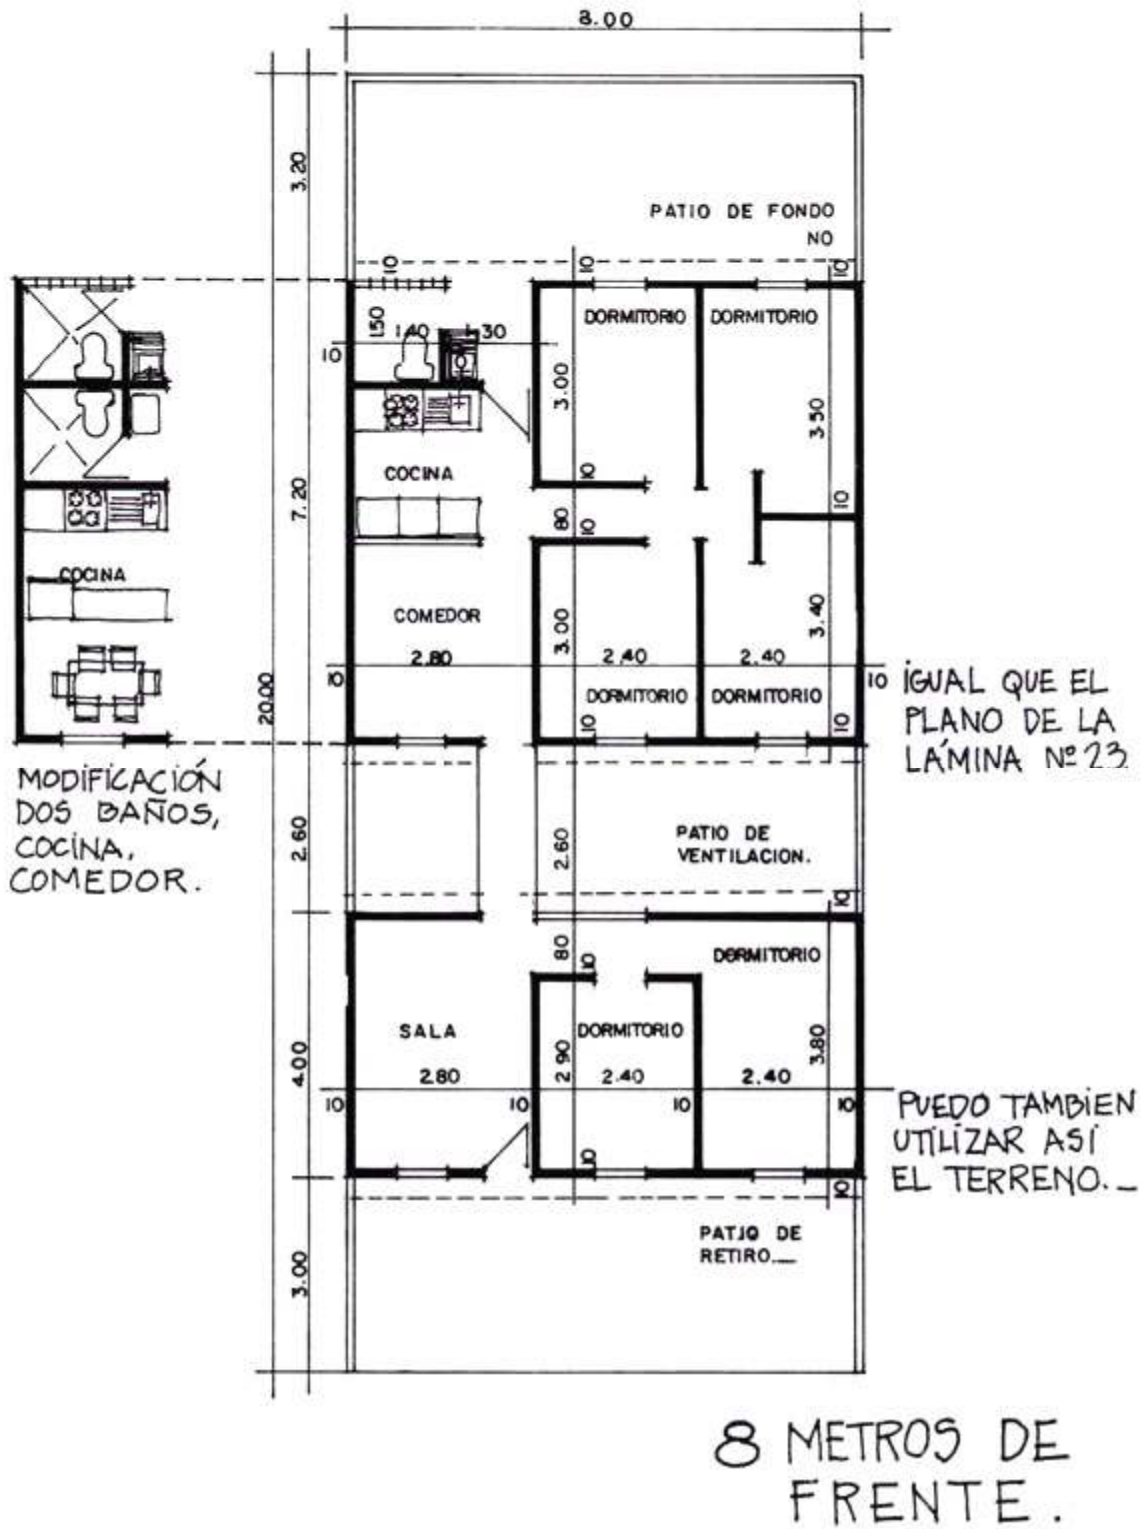 8.00
3.20
PATIO DE FONDO
NO
10
10
10
DORMITORIO
DORMITORIO
1.50
1.40
1.30
10
3.00
3.50
COCINA
10
10
7.20
80
10
COCINA
COMEDOR
3.00
3.40
2.80
2.40
2.40
10
10
20.00
DORMITORIO
DORMITORIO
10
10
IGUAL QUE EL
PLANO DE LA
LÁMINA Nº 23
MODIFICACIÓN
DOS BAÑOS,
COCINA,
COMEDOR.
2.60
2.60
PATIO DE
VENTILACION.
10
80
10
DORMITORIO
SALA
DORMITORIO
4.00
2.90
3.80
2.80
2.40
2.40
10
10
10
10
PUEDO TAMBIEN
UTILIZAR ASÍ
EL TERRENO._
10
10
PATIO DE
RETIRO._
3.00
8 METROS DE
FRENTE.